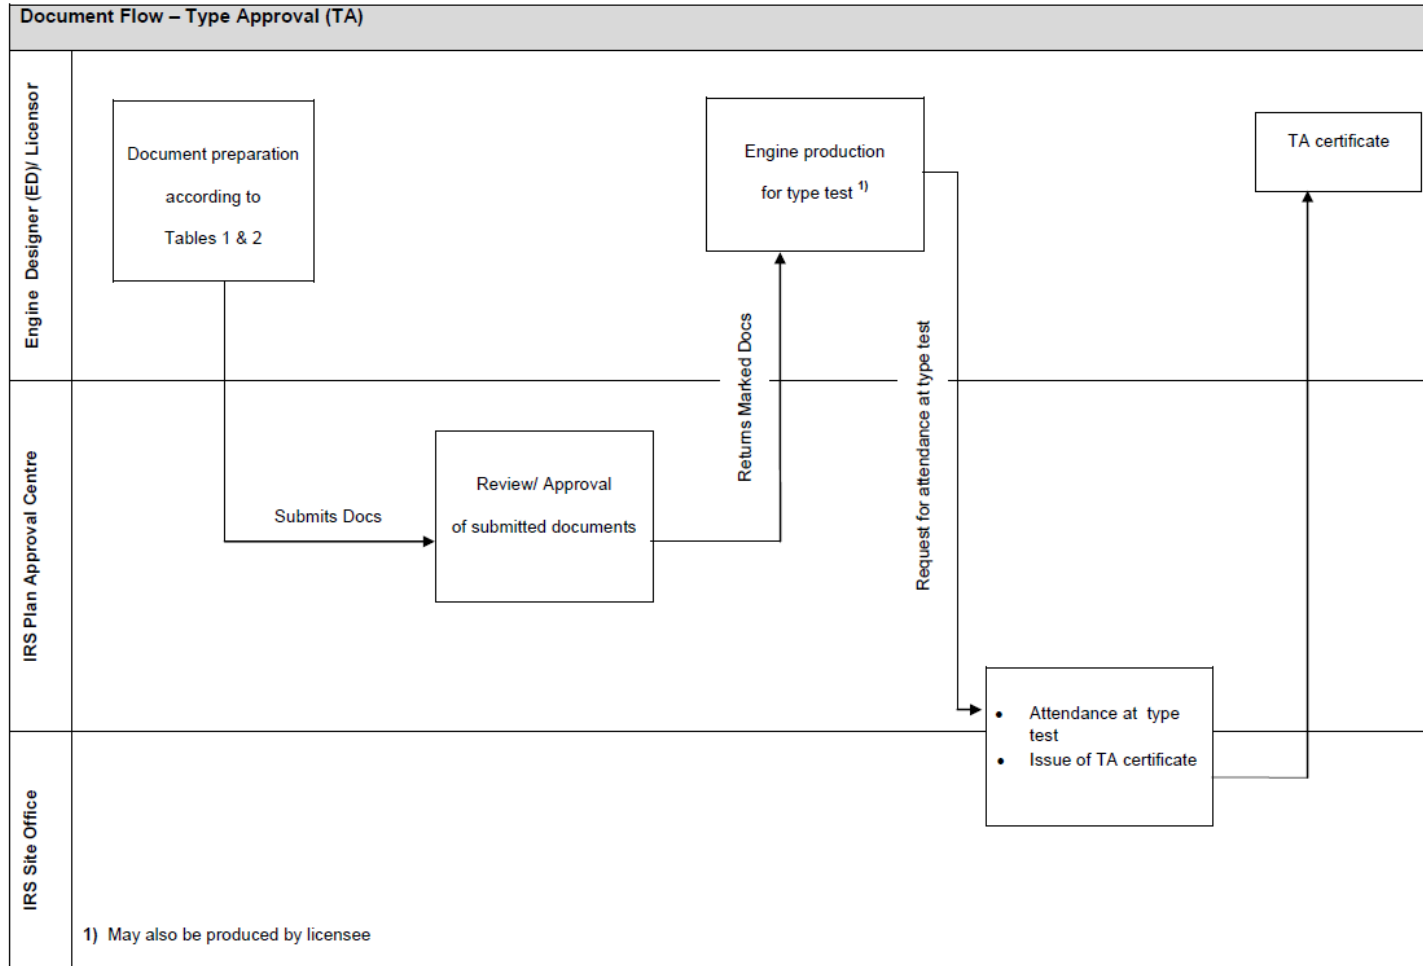 Document Flow – Type Approval (TA)
Engine Designer (ED)/ Licensor
Document preparation
according to
Tables 1 & 2
Engine production
for type test 1)
TA certificate
Returns Marked Docs
Request for attendance at type test
IRS Plan Approval Centre
Submits Docs
Review/ Approval
of submitted documents
• Attendance at type
test
• Issue of TA certificate
IRS Site Office
1) May also be produced by licensee